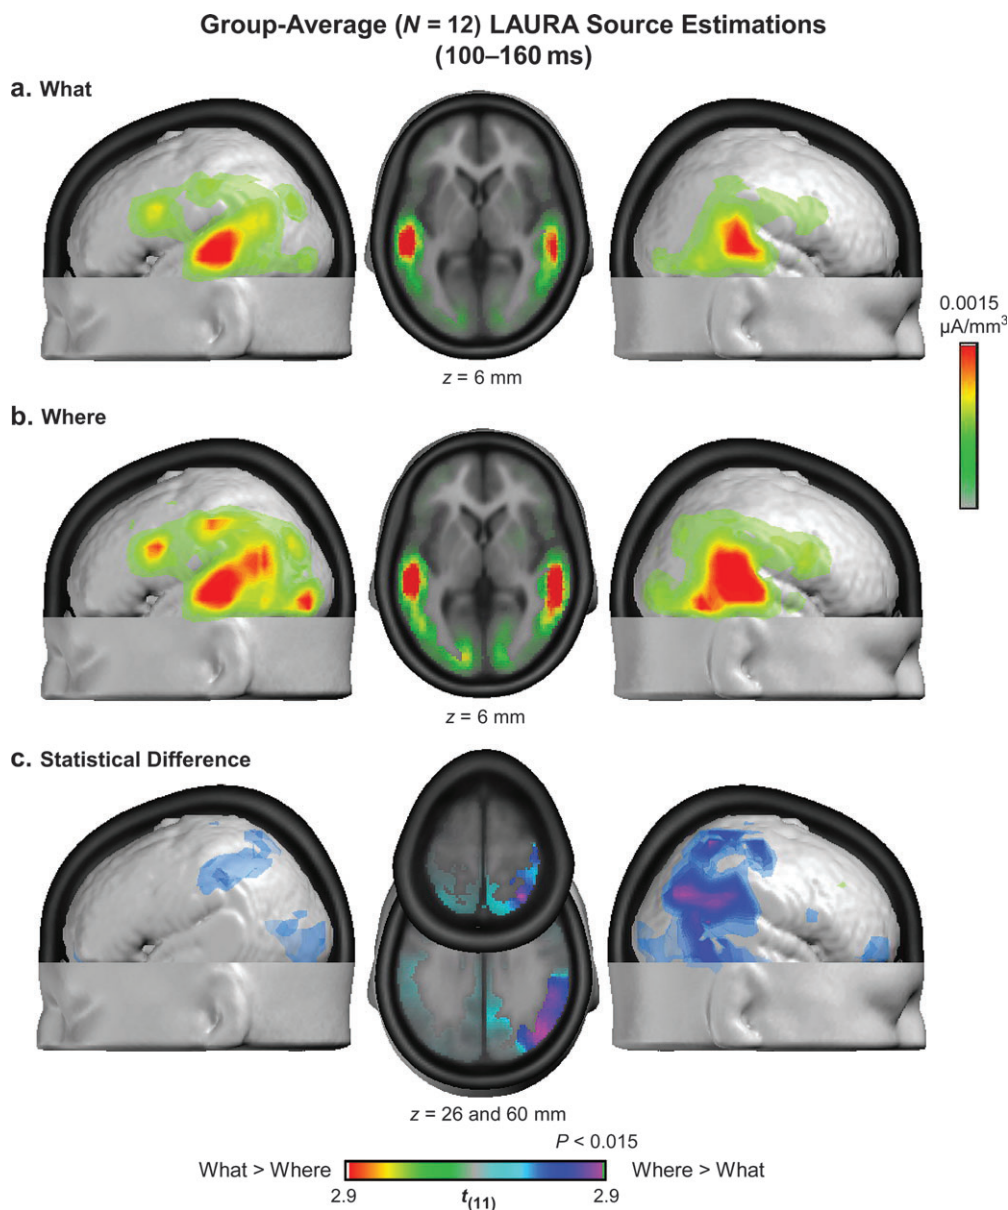 Group-Average (N = 12) LAURA Source Estimations
(100–160 ms)
a. What
z = 6 mm
0.0015
µA/mm³
b. Where
z = 6 mm
c. Statistical Difference
z = 26 and 60 mm
P < 0.015
What > Where
Where > What
2.9
t(11)
2.9